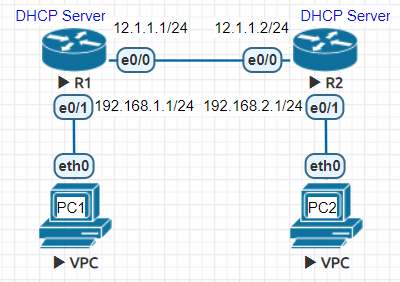 DHCP Server
DHCP Server
12.1.1.1/24
12.1.1.2/24
e0/0
e0/0
R1
R2
e0/1
192.168.1.1/24
192.168.2.1/24
e0/1
eth0
eth0
PC1
PC2
VPC
VPC